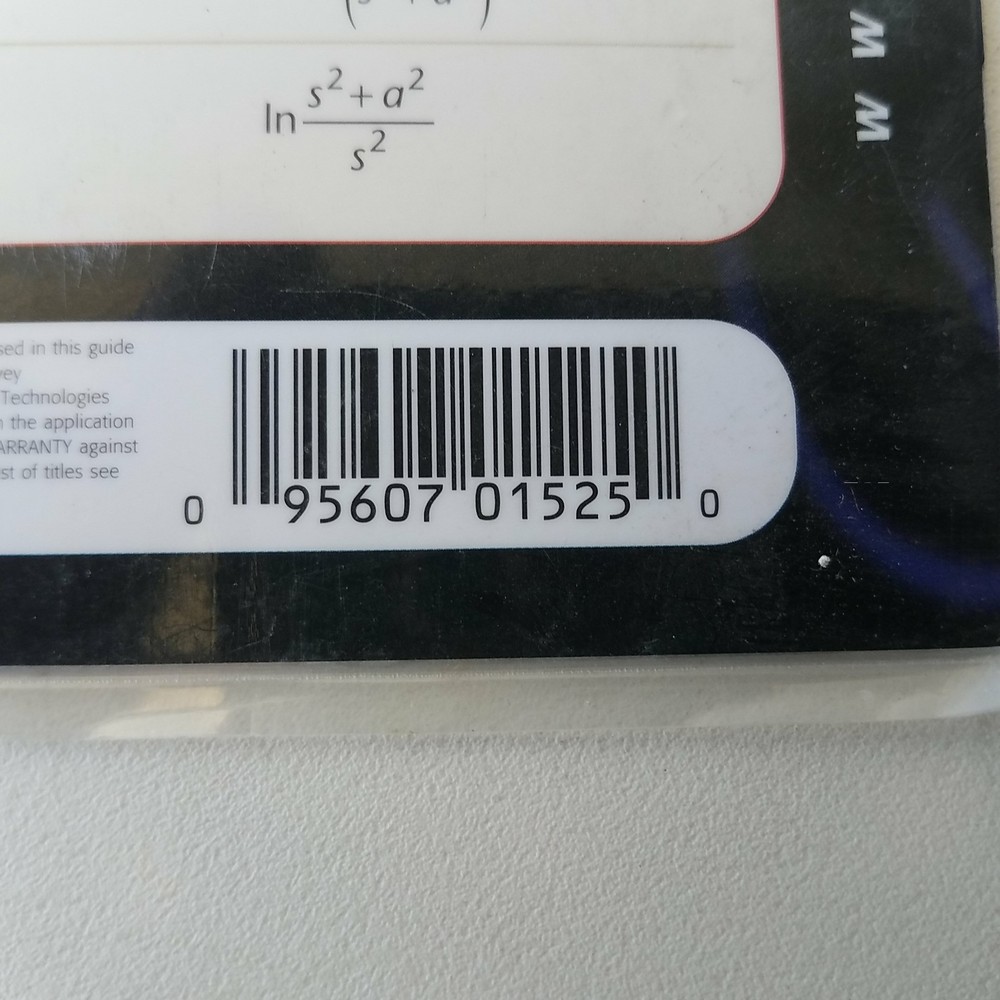 ln s²+a²/s²
w w
sed in this guide
vey
Technologies
the application
ARRANTY against
st of titles see
0 95607 01525 0